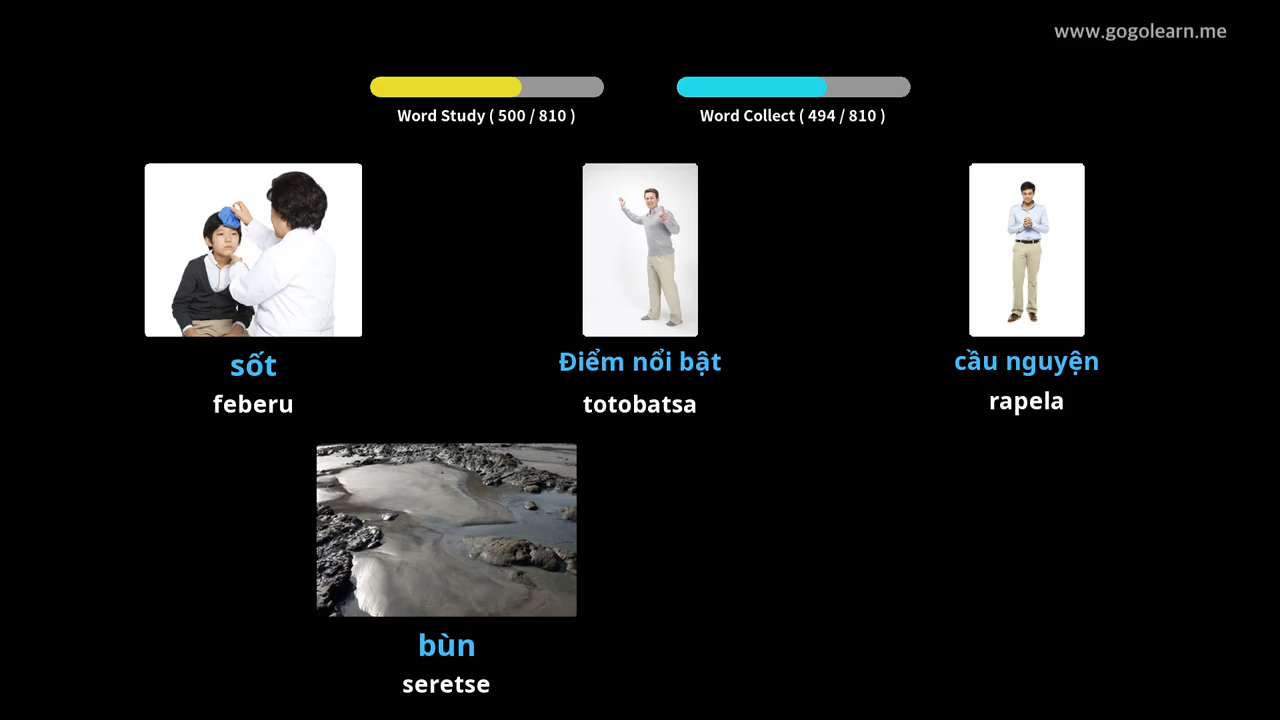 www.gogolearn.me
Word Study ( 500 / 810 )
Word Collect ( 494 / 810 )
sốt
feberu
Điểm nổi bật
totobatsa
cầu nguyện
rapela
bùn
seretse